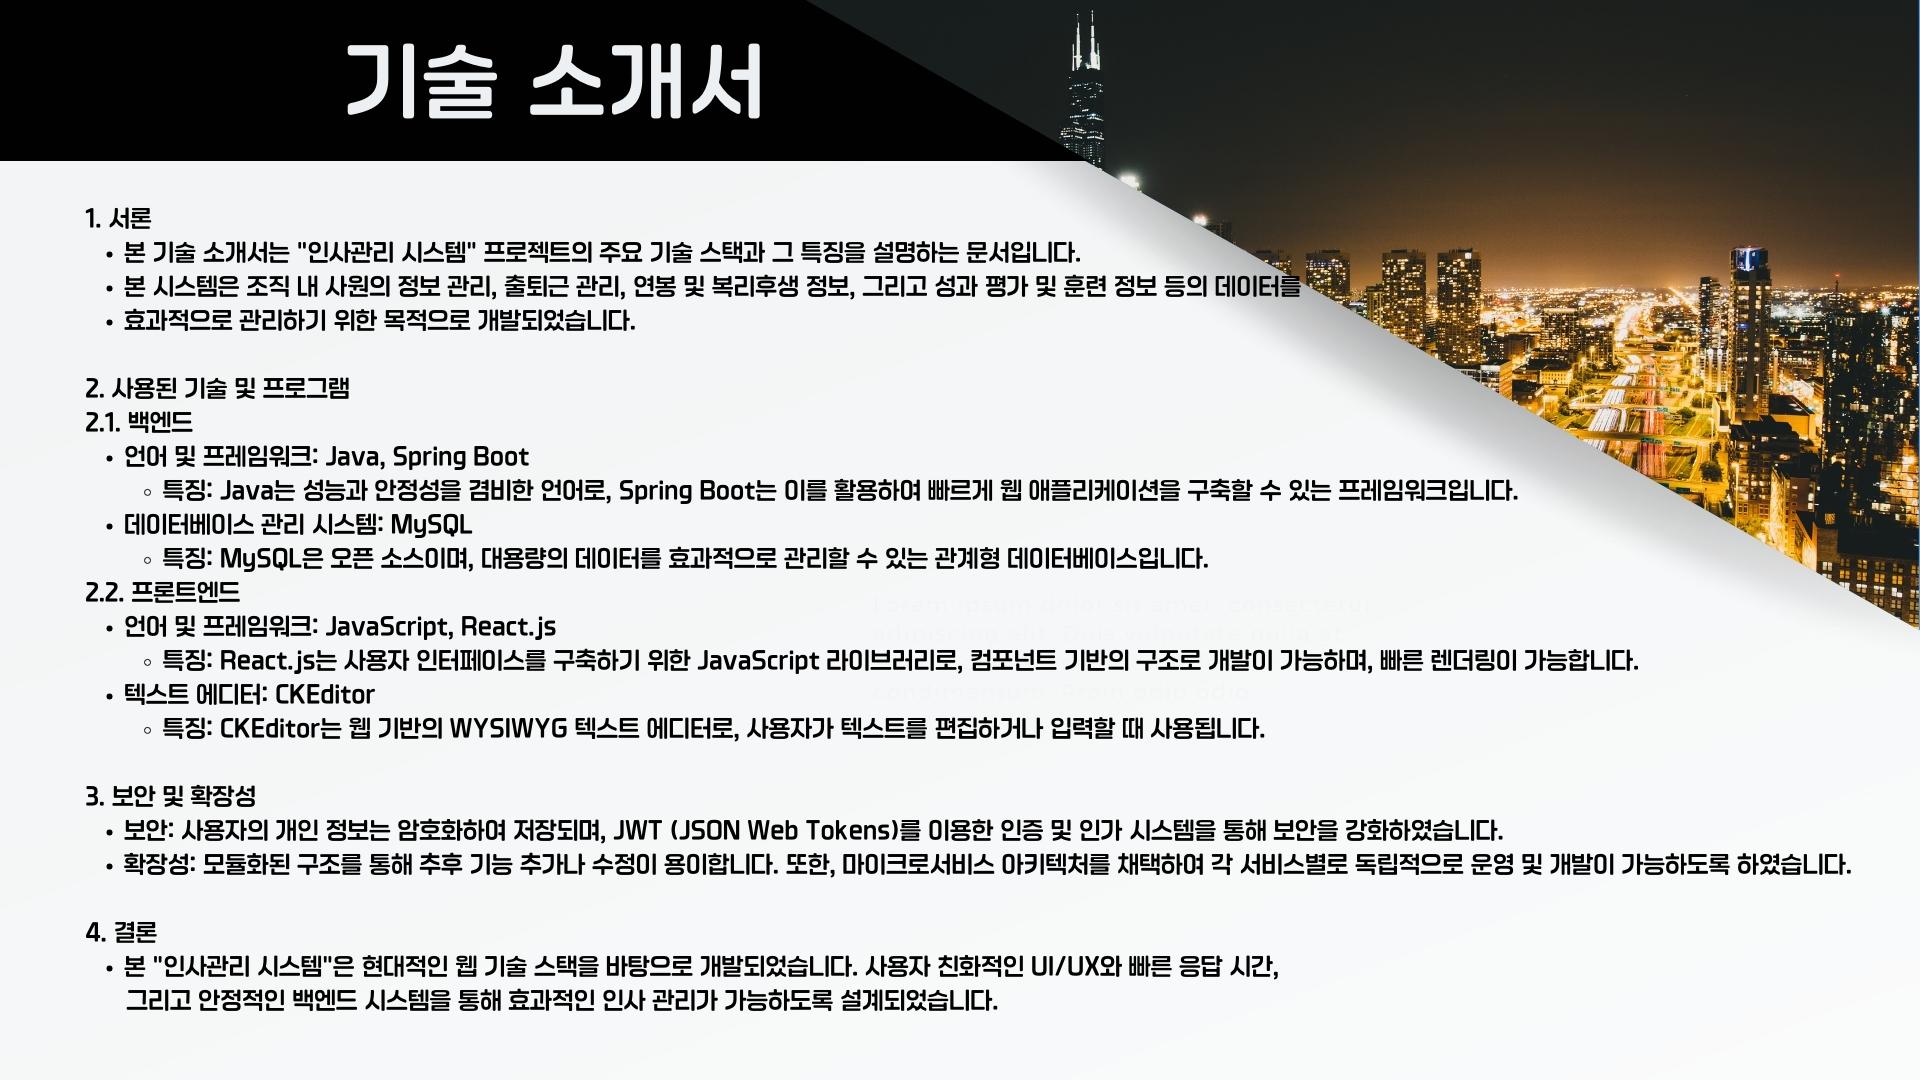 기술 소개서
1. 서론
• 본 기술 소개서는 "인사관리 시스템" 프로젝트의 주요 기술 스택과 그 특징을 설명하는 문서입니다.
• 본 시스템은 조직 내 사원의 정보 관리, 출퇴근 관리, 연봉 및 복리후생 정보, 그리고 성과 평가 및 훈련 정보 등의 데이터를
• 효과적으로 관리하기 위한 목적으로 개발되었습니다.
2. 사용된 기술 및 프로그램
2.1. 백엔드
• 언어 및 프레임워크: Java, Spring Boot
◦ 특징: Java는 성능과 안정성을 겸비한 언어로, Spring Boot는 이를 활용하여 빠르게 웹 애플리케이션을 구축할 수 있는 프레임워크입니다.
• 데이터베이스 관리 시스템: MySQL
◦ 특징: MySQL은 오픈 소스이며, 대용량의 데이터를 효과적으로 관리할 수 있는 관계형 데이터베이스입니다.
2.2. 프론트엔드
Lorem ipsum dolor sit amet, consectetur
• 언어 및 프레임워크: JavaScript, React.js
adipiscing elit. Duis vulputate nulla at
◦ 특징: React.js는 사용자 인터페이스를 구축하기 위한 JavaScript 라이브러리로, 컴포넌트 기반의 구조로 개발이 가능하며, 빠른 렌더링이 가능합니다.
• 텍스트 에디터: CKEditor
condimentum. Proin odio odio
◦ 특징: CKEditor는 웹 기반의 WYSIWYG 텍스트 에디터로, 사용자가 텍스트를 편집하거나 입력할 때 사용됩니다.
3. 보안 및 확장성
• 보안: 사용자의 개인 정보는 암호화하여 저장되며, JWT (JSON Web Tokens)를 이용한 인증 및 인가 시스템을 통해 보안을 강화하였습니다.
• 확장성: 모듈화된 구조를 통해 추후 기능 추가나 수정이 용이합니다. 또한, 마이크로서비스 아키텍처를 채택하여 각 서비스별로 독립적으로 운영 및 개발이 가능하도록 하였습니다.
4. 결론
• 본 "인사관리 시스템"은 현대적인 웹 기술 스택을 바탕으로 개발되었습니다. 사용자 친화적인 UI/UX와 빠른 응답 시간,
그리고 안정적인 백엔드 시스템을 통해 효과적인 인사 관리가 가능하도록 설계되었습니다.